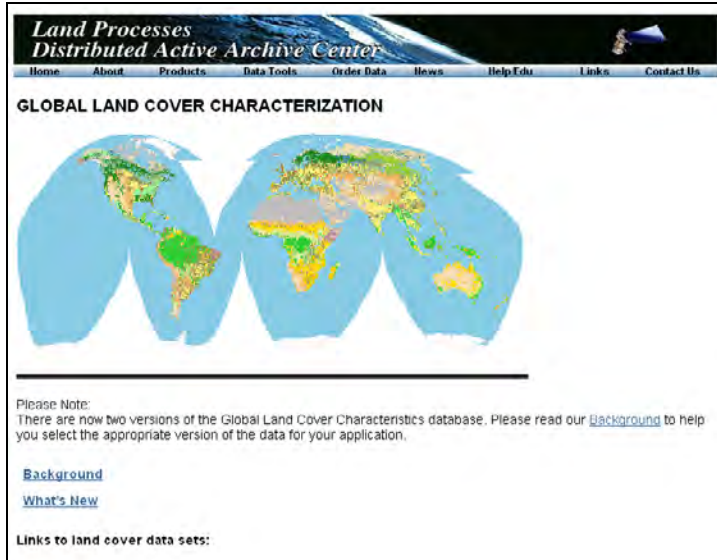 Land Processes
Distributed Active Archive Center
Home About Products Data Tools Order Data News Help/Edu Links Contact Us
GLOBAL LAND COVER CHARACTERIZATION
Please Note:
There are now two versions of the Global Land Cover Characteristics database. Please read our Background to help
you select the appropriate version of the data for your application.
Background
What's New
Links to land cover data sets: